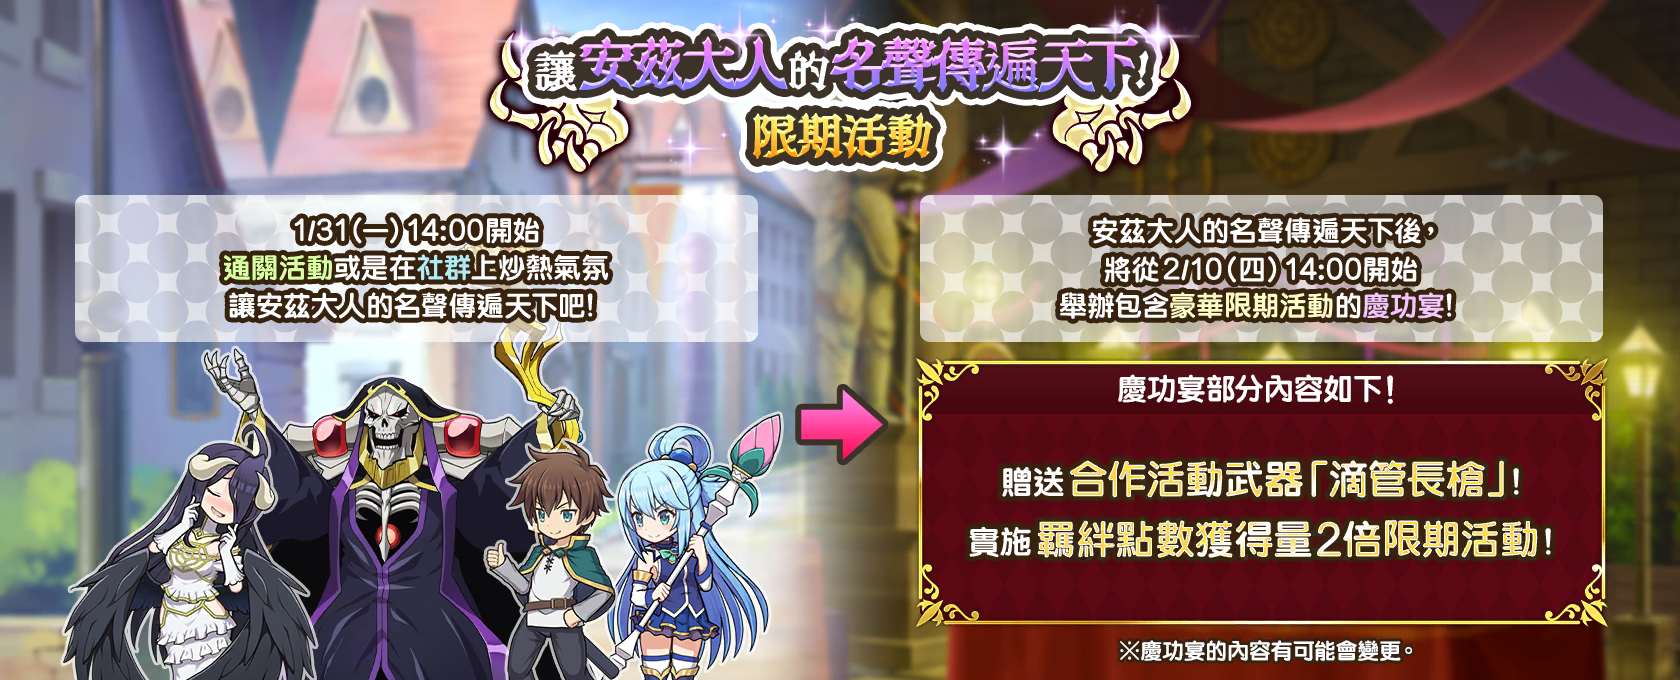 讓安茲大人的名聲傳遍天下!
限期活動
1/31(一)14:00開始
通關活動或是在社群上炒熱氣氛
讓安茲大人的名聲傳遍天下吧!
安茲大人的名聲傳遍天下後，
將從2/10(四)14:00開始
舉辦包含豪華限期活動的慶功宴!
慶功宴部分內容如下!
贈送合作活動武器「滴管長槍」!
實施羈絆點數獲得量2倍限期活動!
※慶功宴的內容有可能會變更。